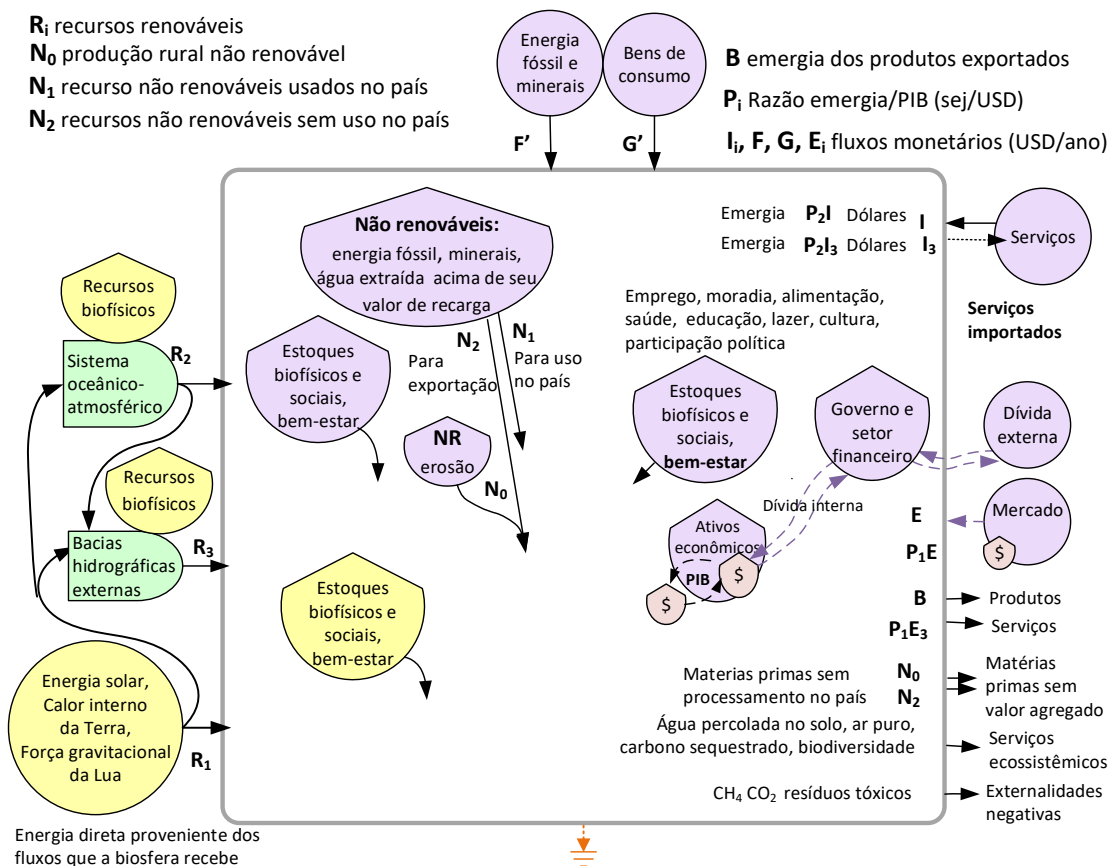 Ri recursos renováveis
N0 produção rural não renovável
N1 recurso não renováveis usados no país
N2 recursos não renováveis sem uso no país
Energia
fóssil e
minerais
Bens de
consumo
F’
G’
B emergia dos produtos exportados
Pi Razão emergia/PIB (sej/USD)
Ii, F, G, Ei fluxos monetários (USD/ano)
Não renováveis:
energia fóssil, minerais,
água extraída acima de seu
valor de recarga
Emergia P2I Dólares I
Emergia P2I3 Dólares I3
Serviços
Serviços
importados
Recursos
biofísicos
Sistema
oceânico-
atmosférico
R2
Estoques
biofísicos e
sociais,
bem-estar
N2
Para
exportação
N1
Para uso
no país
NR
erosão
N0
Emprego, moradia, alimentação,
saúde, educação, lazer, cultura,
participação política
Estoques
biofísicos e
sociais,
bem-estar
Governo e
setor
financeiro
Dívida
externa
Dívida interna
Recursos
biofísicos
Bacias
hidrográficas
externas
R3
Ativos
econômicos
PIB
$
$
E
Mercado
$
P1E
Estoques
biofísicos e
sociais,
bem-estar
B
Produtos
P1E3
Serviços
Energia solar,
Calor interno
da Terra,
Força gravitacional
da Lua
R1
Materias primas sem
processamento no país
N0
N2
Matérias
primas sem
valor agregado
Água percolada no solo, ar puro,
carbono sequestrado, biodiversidade
Serviços
ecossistêmicos
CH4 CO2 resíduos tóxicos
Externalidades
negativas
Energia direta proveniente dos
fluxos que a biosfera recebe